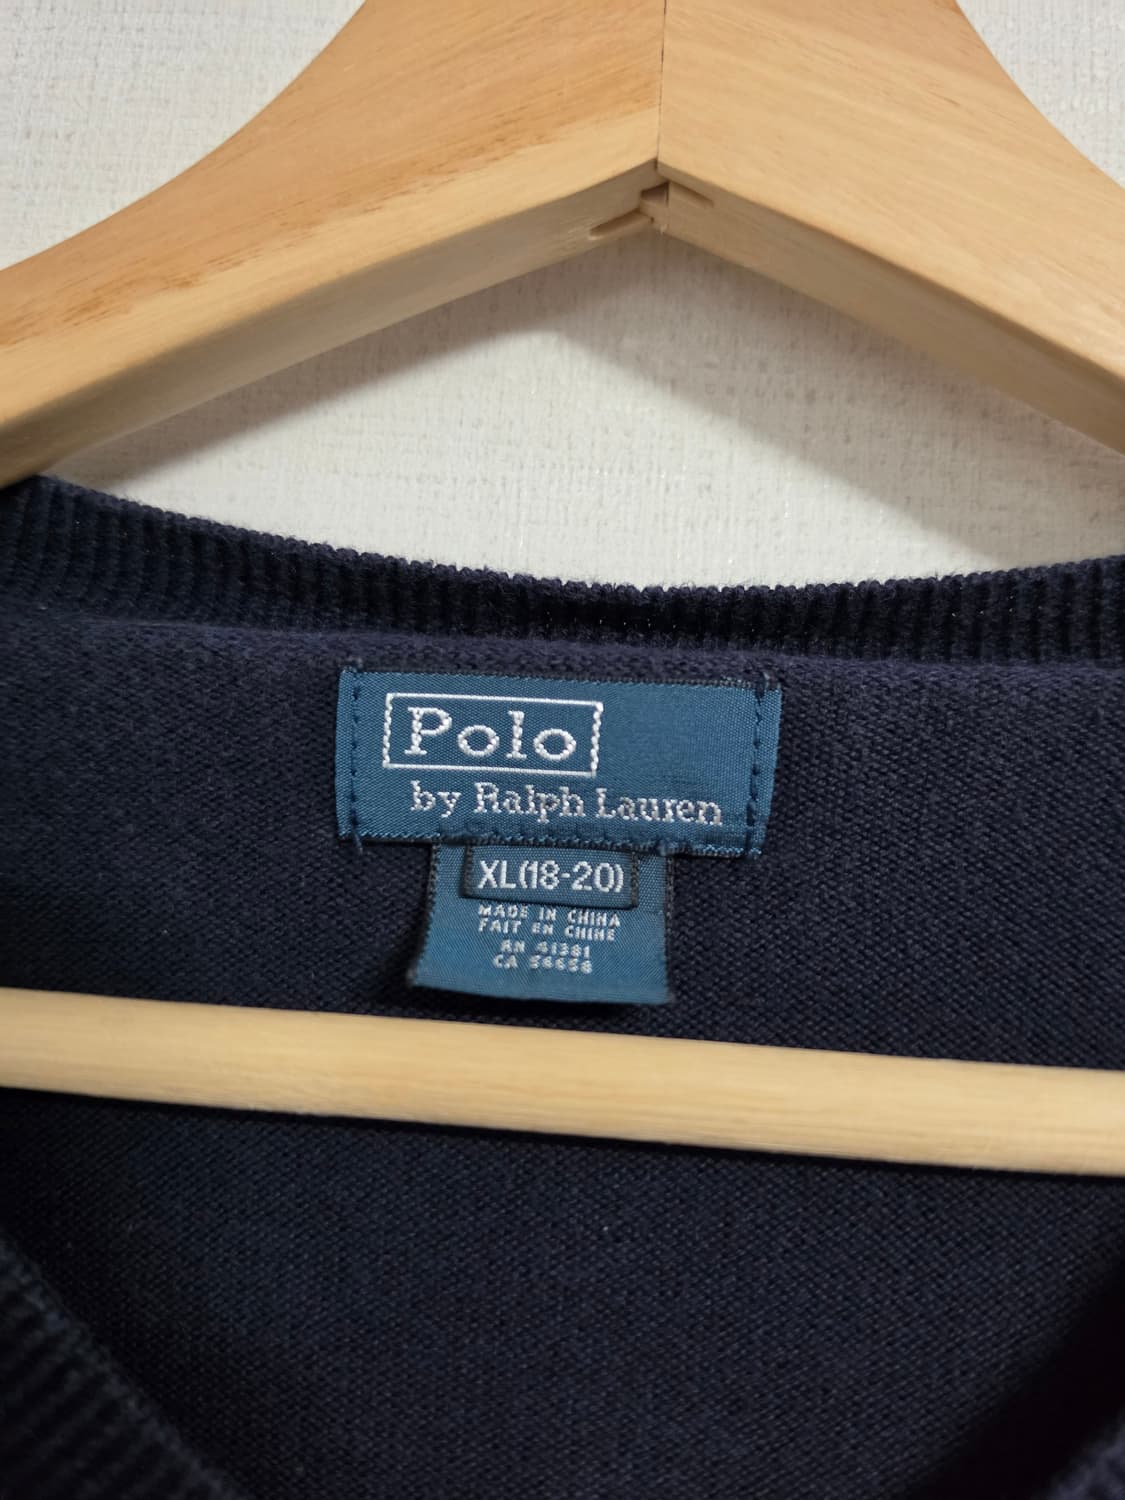 Polo
by Ralph Lauren
XL(18-20)
MADE IN CHINA
FAIT EN CHINE
RN 41381
CA 56658